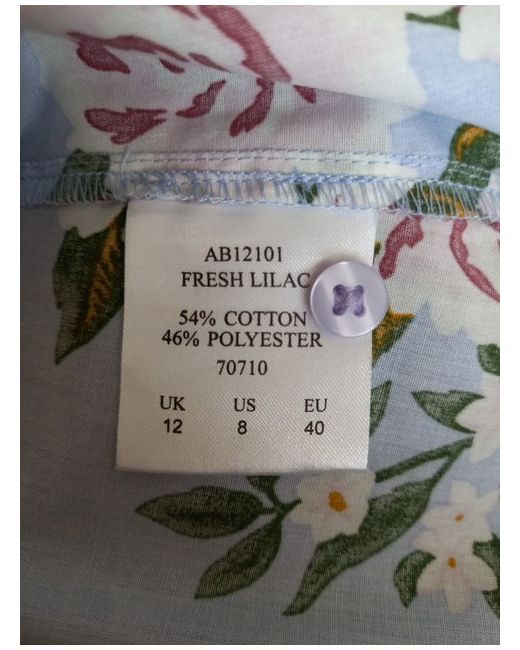 AB12101
FRESH LILAC
54% COTTON
46% POLYESTER
70710
UK US EU
12 8 40